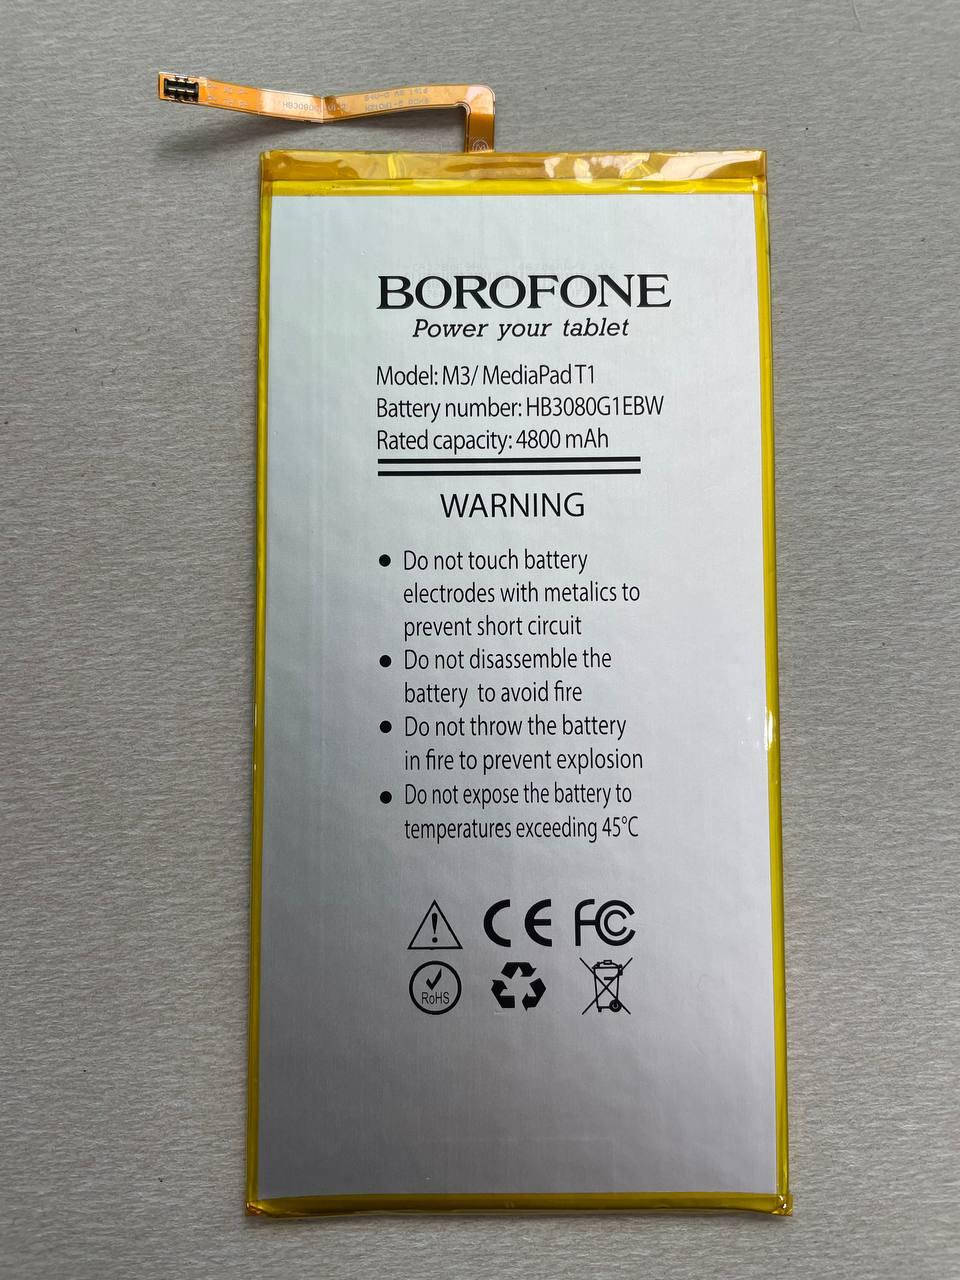 BOROFONE
Power your tablet
Model: M3/ MediaPad T1
Battery number: HB3080G1EBW
Rated capacity: 4800 mAh
WARNING
● Do not touch battery
electrodes with metalics to
prevent short circuit
● Do not disassemble the
battery to avoid fire
● Do not throw the battery
in fire to prevent explosion
● Do not expose the battery to
temperatures exceeding 45°C
CE FC
RoHS